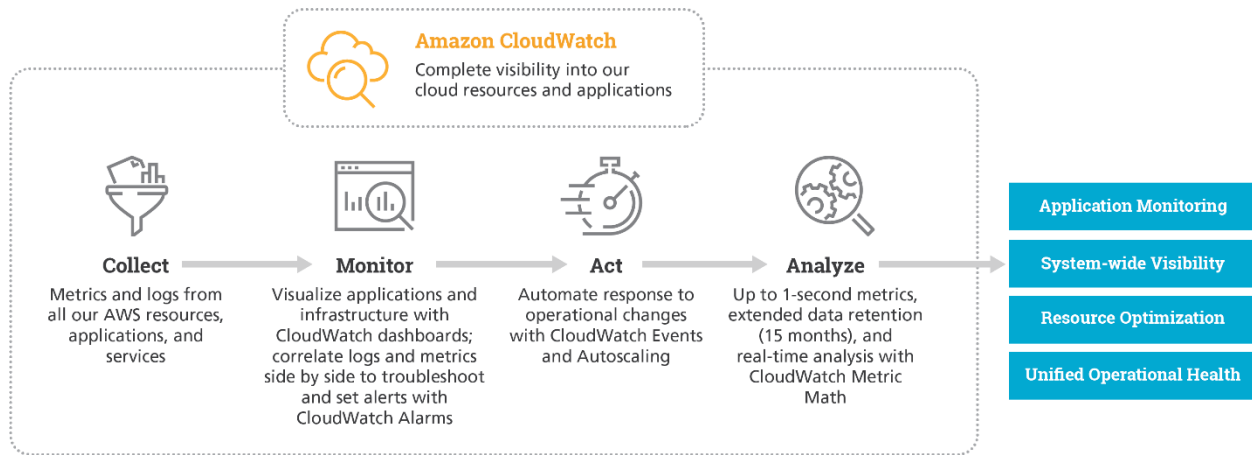 Amazon CloudWatch
Complete visibility into our
cloud resources and applications
Collect
Metrics and logs from
all our AWS resources,
applications, and
services
Monitor
Visualize applications and
infrastructure with
CloudWatch dashboards;
correlate logs and metrics
side by side to troubleshoot
and set alerts with
CloudWatch Alarms
Act
Automate response to
operational changes
with CloudWatch Events
and Autoscaling
Analyze
Up to 1-second metrics,
extended data retention
(15 months), and
real-time analysis with
CloudWatch Metric
Math
Application Monitoring
System-wide Visibility
Resource Optimization
Unified Operational Health